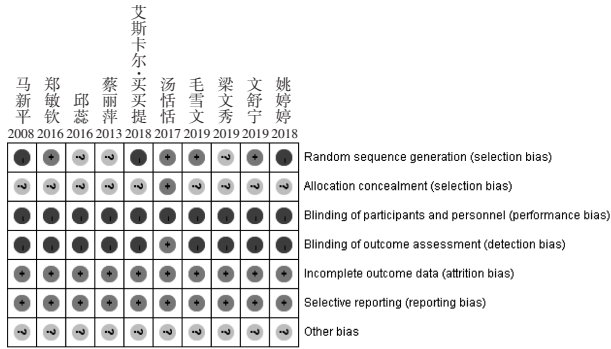 马新平 2008
郑敏钦 2016
邱蕊 2016
蔡丽萍 2013
艾斯卡尔·买买提 2018
汤恬恬 2017
毛雪文 2019
梁文秀 2019
文舒宁 2019
姚婷婷 2018
- + ? ? - + + ? + - Random sequence generation (selection bias)
? ? ? ? ? + ? ? ? ? Allocation concealment (selection bias)
- - - - - - - - - - Blinding of participants and personnel (performance bias)
- - - - - + - - - - Blinding of outcome assessment (detection bias)
+ + + + + + + + + + Incomplete outcome data (attrition bias)
+ + + + + + + + + + Selective reporting (reporting bias)
? ? ? ? ? ? ? ? ? ? Other bias